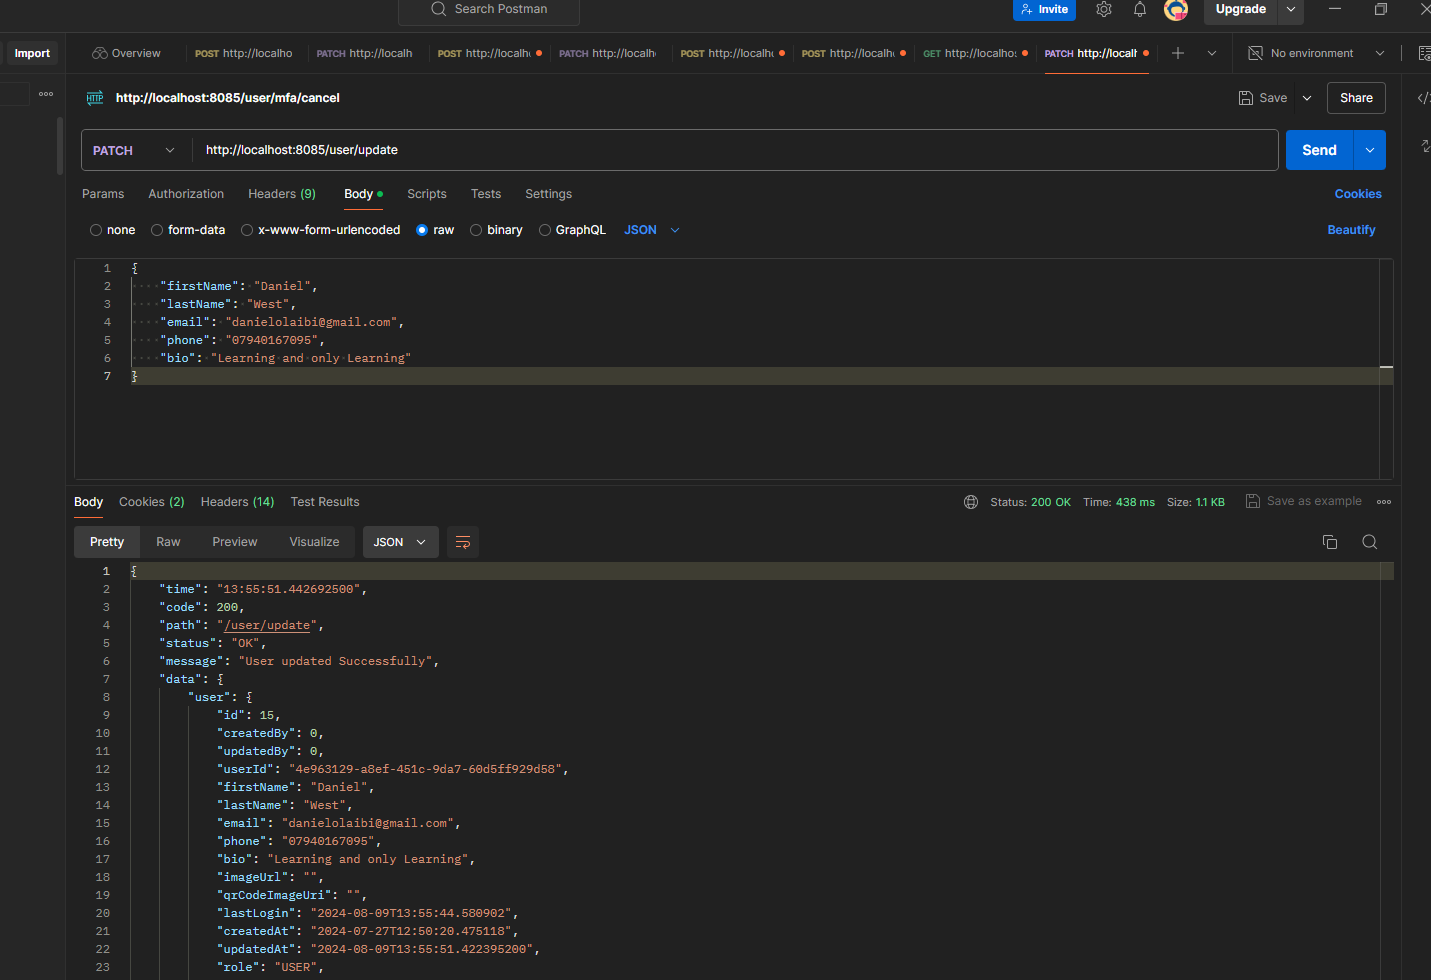 Search Postman
Invite
Upgrade
Import
Overview
POST http://localho
PATCH http://localh
POST http://localh
PATCH http://localh
POST http://localh
POST http://localh
GET http://localhos
PATCH http://localh
No environment
HTTP http://localhost:8085/user/mfa/cancel
Save
Share
PATCH
http://localhost:8085/user/update
Send
Params
Authorization
Headers (9)
Body
Scripts
Tests
Settings
Cookies
none
form-data
x-www-form-urlencoded
raw
binary
GraphQL
JSON
Beautify
1 {
2 "firstName": "Daniel",
3 "lastName": "West",
4 "email": "danielolaibi@gmail.com",
5 "phone": "07940167095",
6 "bio": "Learning and only Learning"
7 }
Body
Cookies (2)
Headers (14)
Test Results
Status: 200 OK
Time: 438 ms
Size: 1.1 KB
Save as example
Pretty
Raw
Preview
Visualize
JSON
1 {
2 "time": "13:55:51.442692500",
3 "code": 200,
4 "path": "/user/update",
5 "status": "OK",
6 "message": "User updated Successfully",
7 "data": {
8 "user": {
9 "id": 15,
10 "createdBy": 0,
11 "updatedBy": 0,
12 "userId": "4e963129-a8ef-451c-9da7-60d5ff929d58",
13 "firstName": "Daniel",
14 "lastName": "West",
15 "email": "danielolaibi@gmail.com",
16 "phone": "07940167095",
17 "bio": "Learning and only Learning",
18 "imageUrl": "",
19 "qrCodeImageUri": "",
20 "lastLogin": "2024-08-09T13:55:44.580902",
21 "createdAt": "2024-07-27T12:50:20.475118",
22 "updatedAt": "2024-08-09T13:55:51.422395200",
23 "role": "USER",